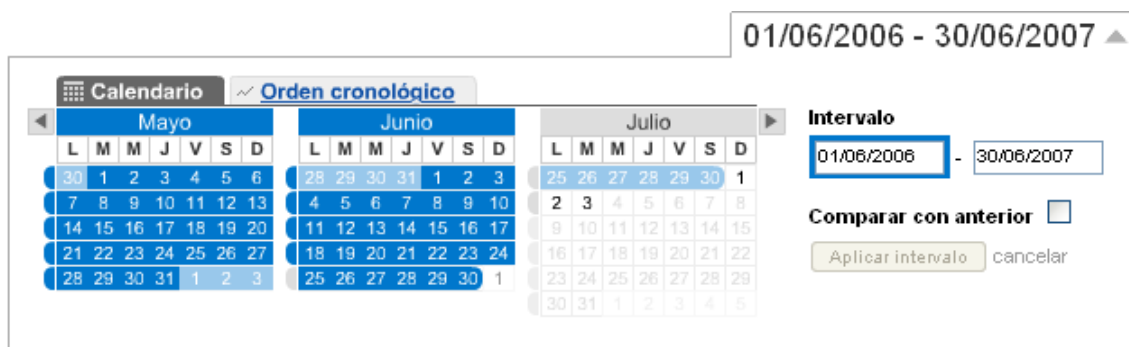 01/06/2006 - 30/06/2007
Calendario Orden cronológico
Mayo Junio Julio
L M M J V S D L M M J V S D L M M J V S D
30 1 2 3 4 5 6 28 29 30 31 1 2 3 25 26 27 28 29 30 1
7 8 9 10 11 12 13 4 5 6 7 8 9 10 2 3 4 5 6 7 8
14 15 16 17 18 19 20 11 12 13 14 15 16 17 9 10 11 12 13 14 15
21 22 23 24 25 26 27 18 19 20 21 22 23 24 16 17 18 19 20 21 22
28 29 30 31 1 2 3 25 26 27 28 29 30 1 23 24 25 26 27 28 29
30 31 1 2 3 4 5
Intervalo
01/06/2006 - 30/06/2007
Comparar con anterior
Aplicar intervalo cancelar